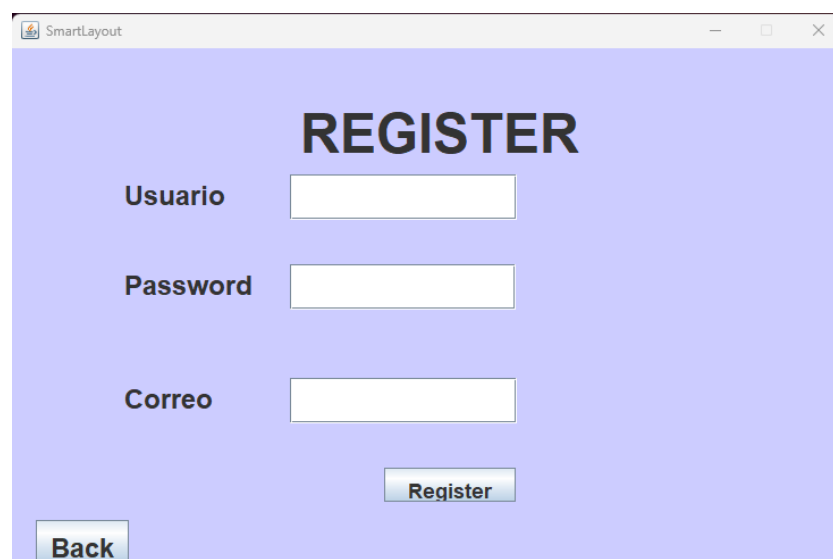 SmartLayout
REGISTER
Usuario
Password
Correo
Register
Back